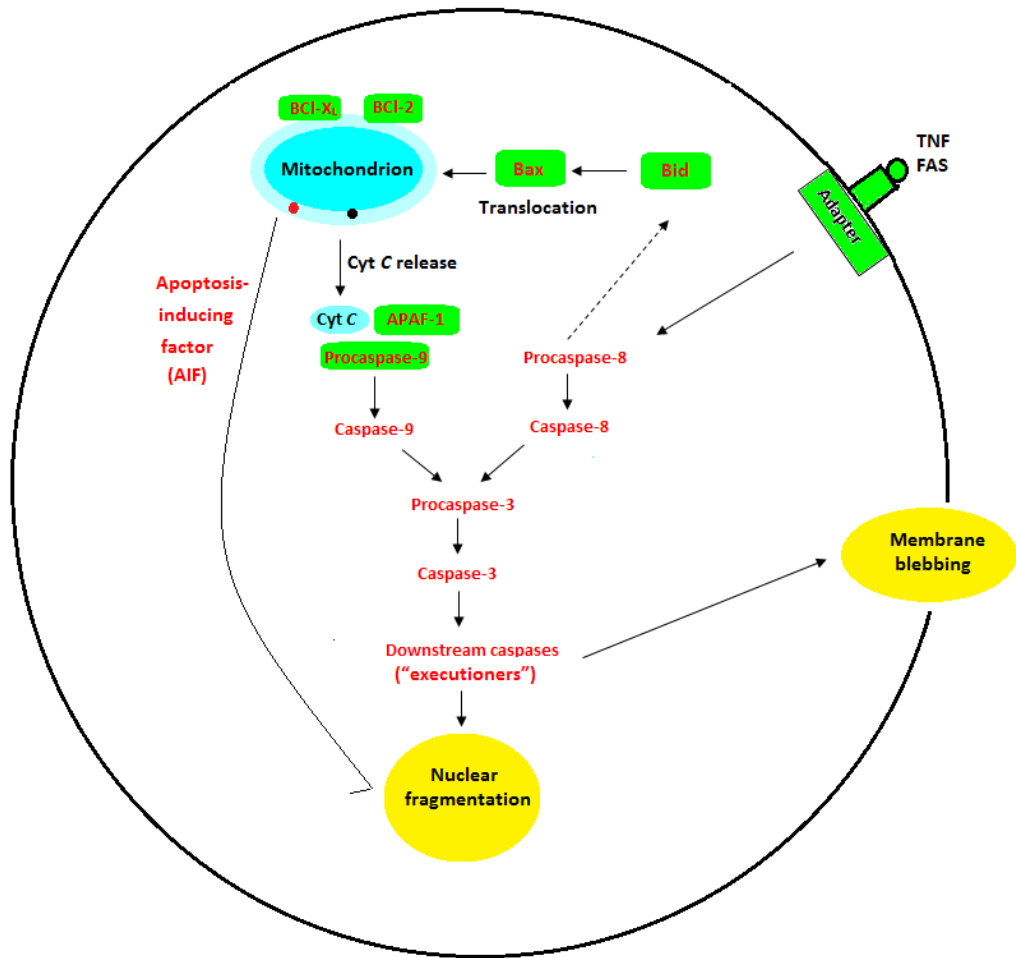 BCl-XL
BCl-2
TNF
FAS
Mitochondrion
Bax
Bid
Translocation
Adapter
Cyt C release
Apoptosis-
inducing
factor
(AIF)
Cyt C
APAF-1
Procaspase-9
Procaspase-8
Caspase-9
Caspase-8
Procaspase-3
Caspase-3
Membrane
blebbing
Downstream caspases
(“executioners”)
Nuclear
fragmentation